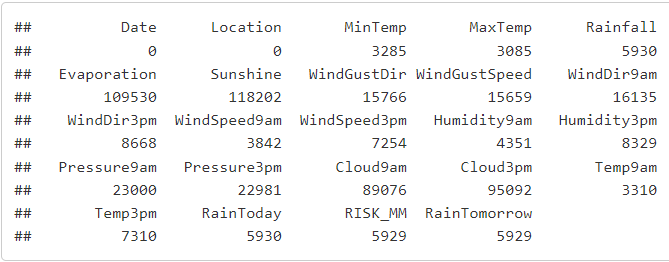 ##          Date      Location       MinTemp       MaxTemp      Rainfall
##             0             0          3285          3085          5930
##   Evaporation      Sunshine   WindGustDir WindGustSpeed    WindDir9am
##        109530        118202         15766         15659         16135
##    WindDir3pm  WindSpeed9am  WindSpeed3pm   Humidity9am   Humidity3pm
##          8668          3842          7254          4351          8329
##   Pressure9am   Pressure3pm      Cloud9am      Cloud3pm       Temp9am
##         23000         22981         89076         95092          3310
##       Temp3pm     RainToday       RISK_MM  RainTomorrow
##          7310          5930          5929          5929